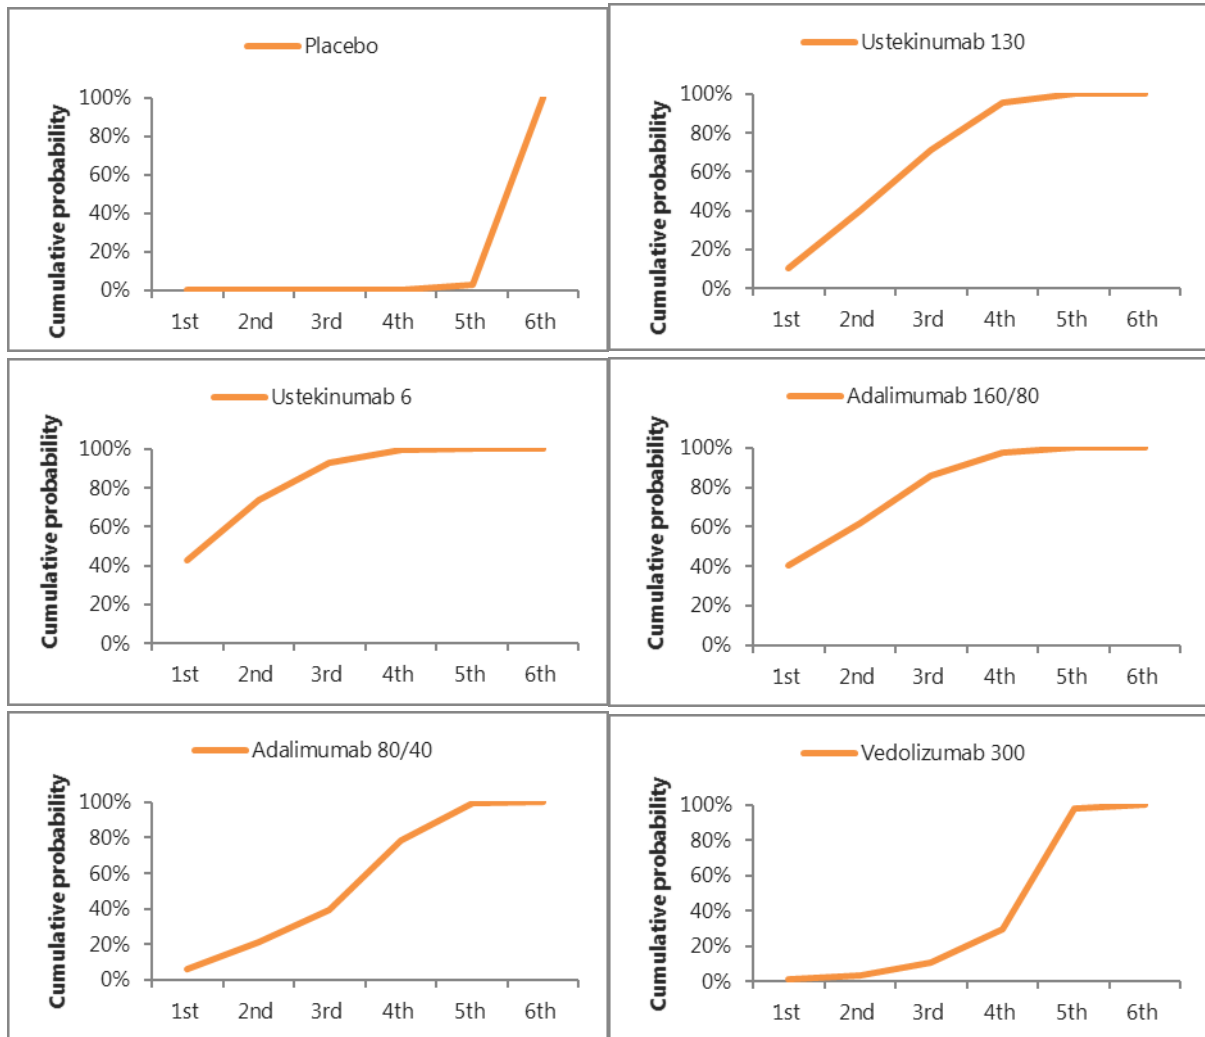 Placebo
Cumulative probability
100%
80%
60%
40%
20%
0%
1st 2nd 3rd 4th 5th 6th
Ustekinumab 130
Cumulative probability
100%
80%
60%
40%
20%
0%
1st 2nd 3rd 4th 5th 6th
Ustekinumab 6
Cumulative probability
100%
80%
60%
40%
20%
0%
1st 2nd 3rd 4th 5th 6th
Adalimumab 160/80
Cumulative probability
100%
80%
60%
40%
20%
0%
1st 2nd 3rd 4th 5th 6th
Adalimumab 80/40
Cumulative probability
100%
80%
60%
40%
20%
0%
1st 2nd 3rd 4th 5th 6th
Vedolizumab 300
Cumulative probability
100%
80%
60%
40%
20%
0%
1st 2nd 3rd 4th 5th 6th